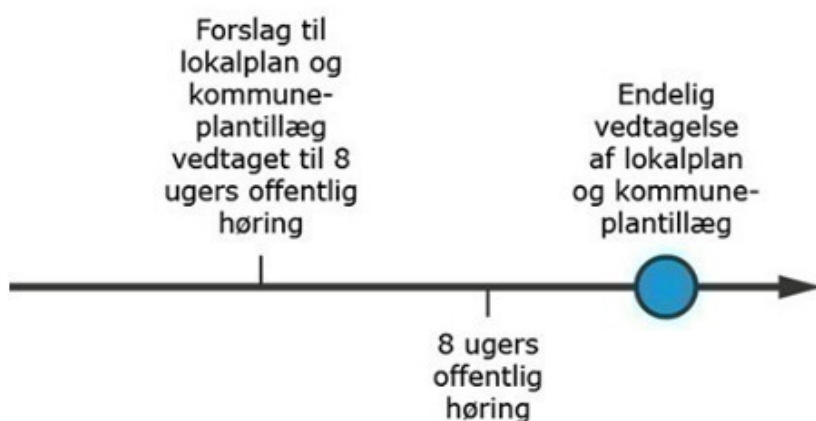 Forslag til
lokalplan og
kommune-
plantillæg
vedtaget til 8
ugers offentlig
høring
8 ugers
offentlig
høring
Endelig
vedtagelse
af lokalplan
og kommune-
plantillæg